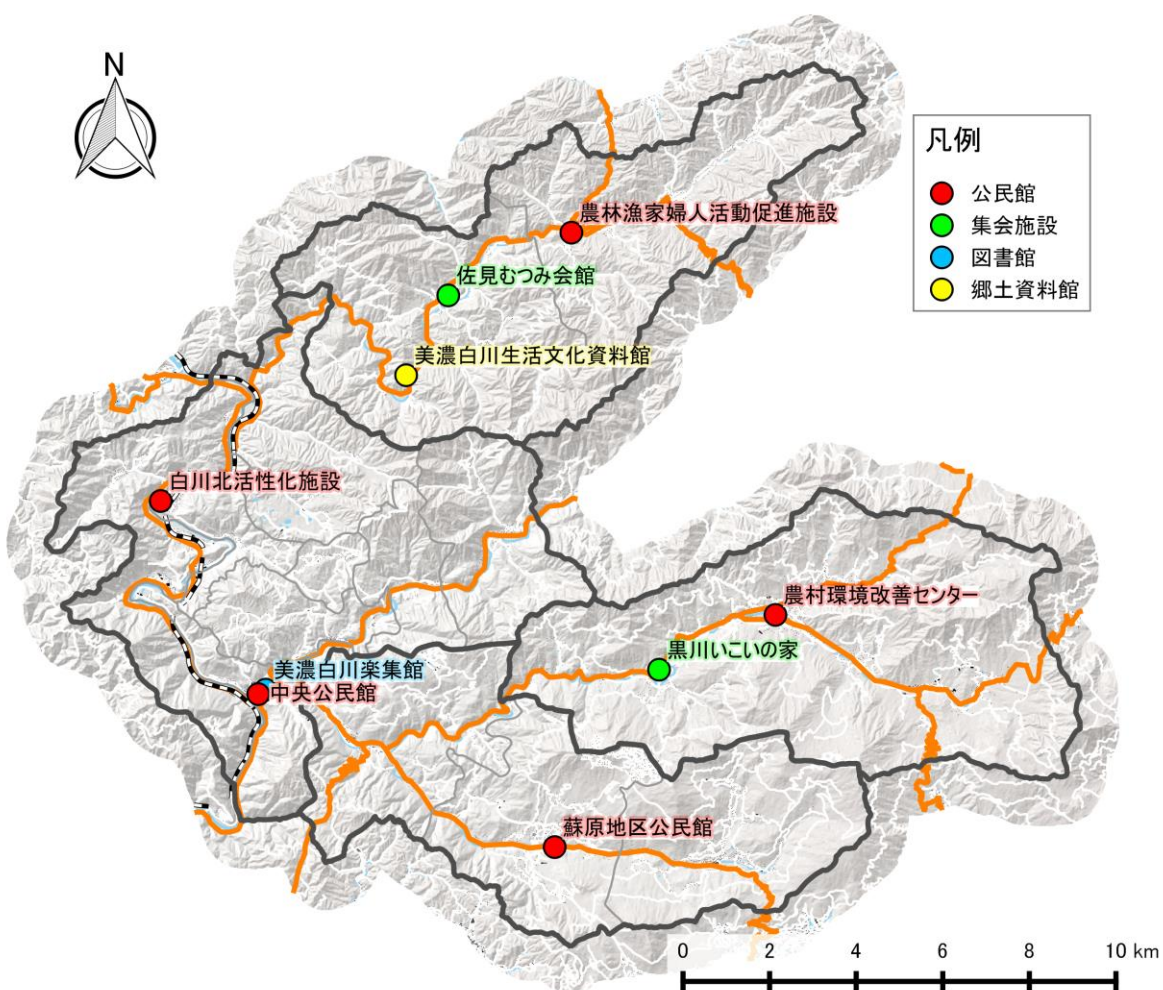 N
凡例
公民館
集会施設
図書館
郷土資料館
農林漁家婦人活動促進施設
佐見むつみ会館
美濃白川生活文化資料館
白川北活性化施設
農村環境改善センター
黒川いこいの家
美濃白川楽集館
中央公民館
蘇原地区公民館
0 2 4 6 8 10 km